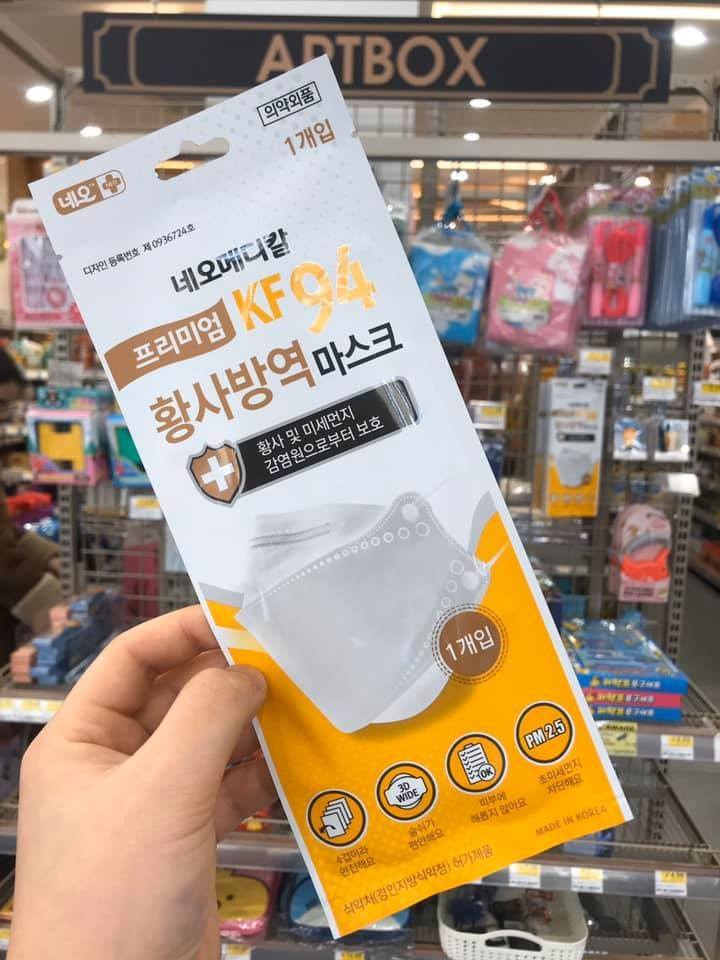 ARTBOX
의약외품
1개입
네오
디자인 등록번호 제 0936724호
네오메디칼
프리미엄 KF94
황사방역마스크
황사 및 미세먼지
감염원으로부터 보호
1개입
3D
WIDE
OK
PM 2.5
4겹이라
안전해요
숨쉬기
편안해요
피부에
해롭지 않아요
초미세먼지
차단해요
식약처(경인지방식약청) 허가제품
MADE IN KOREA